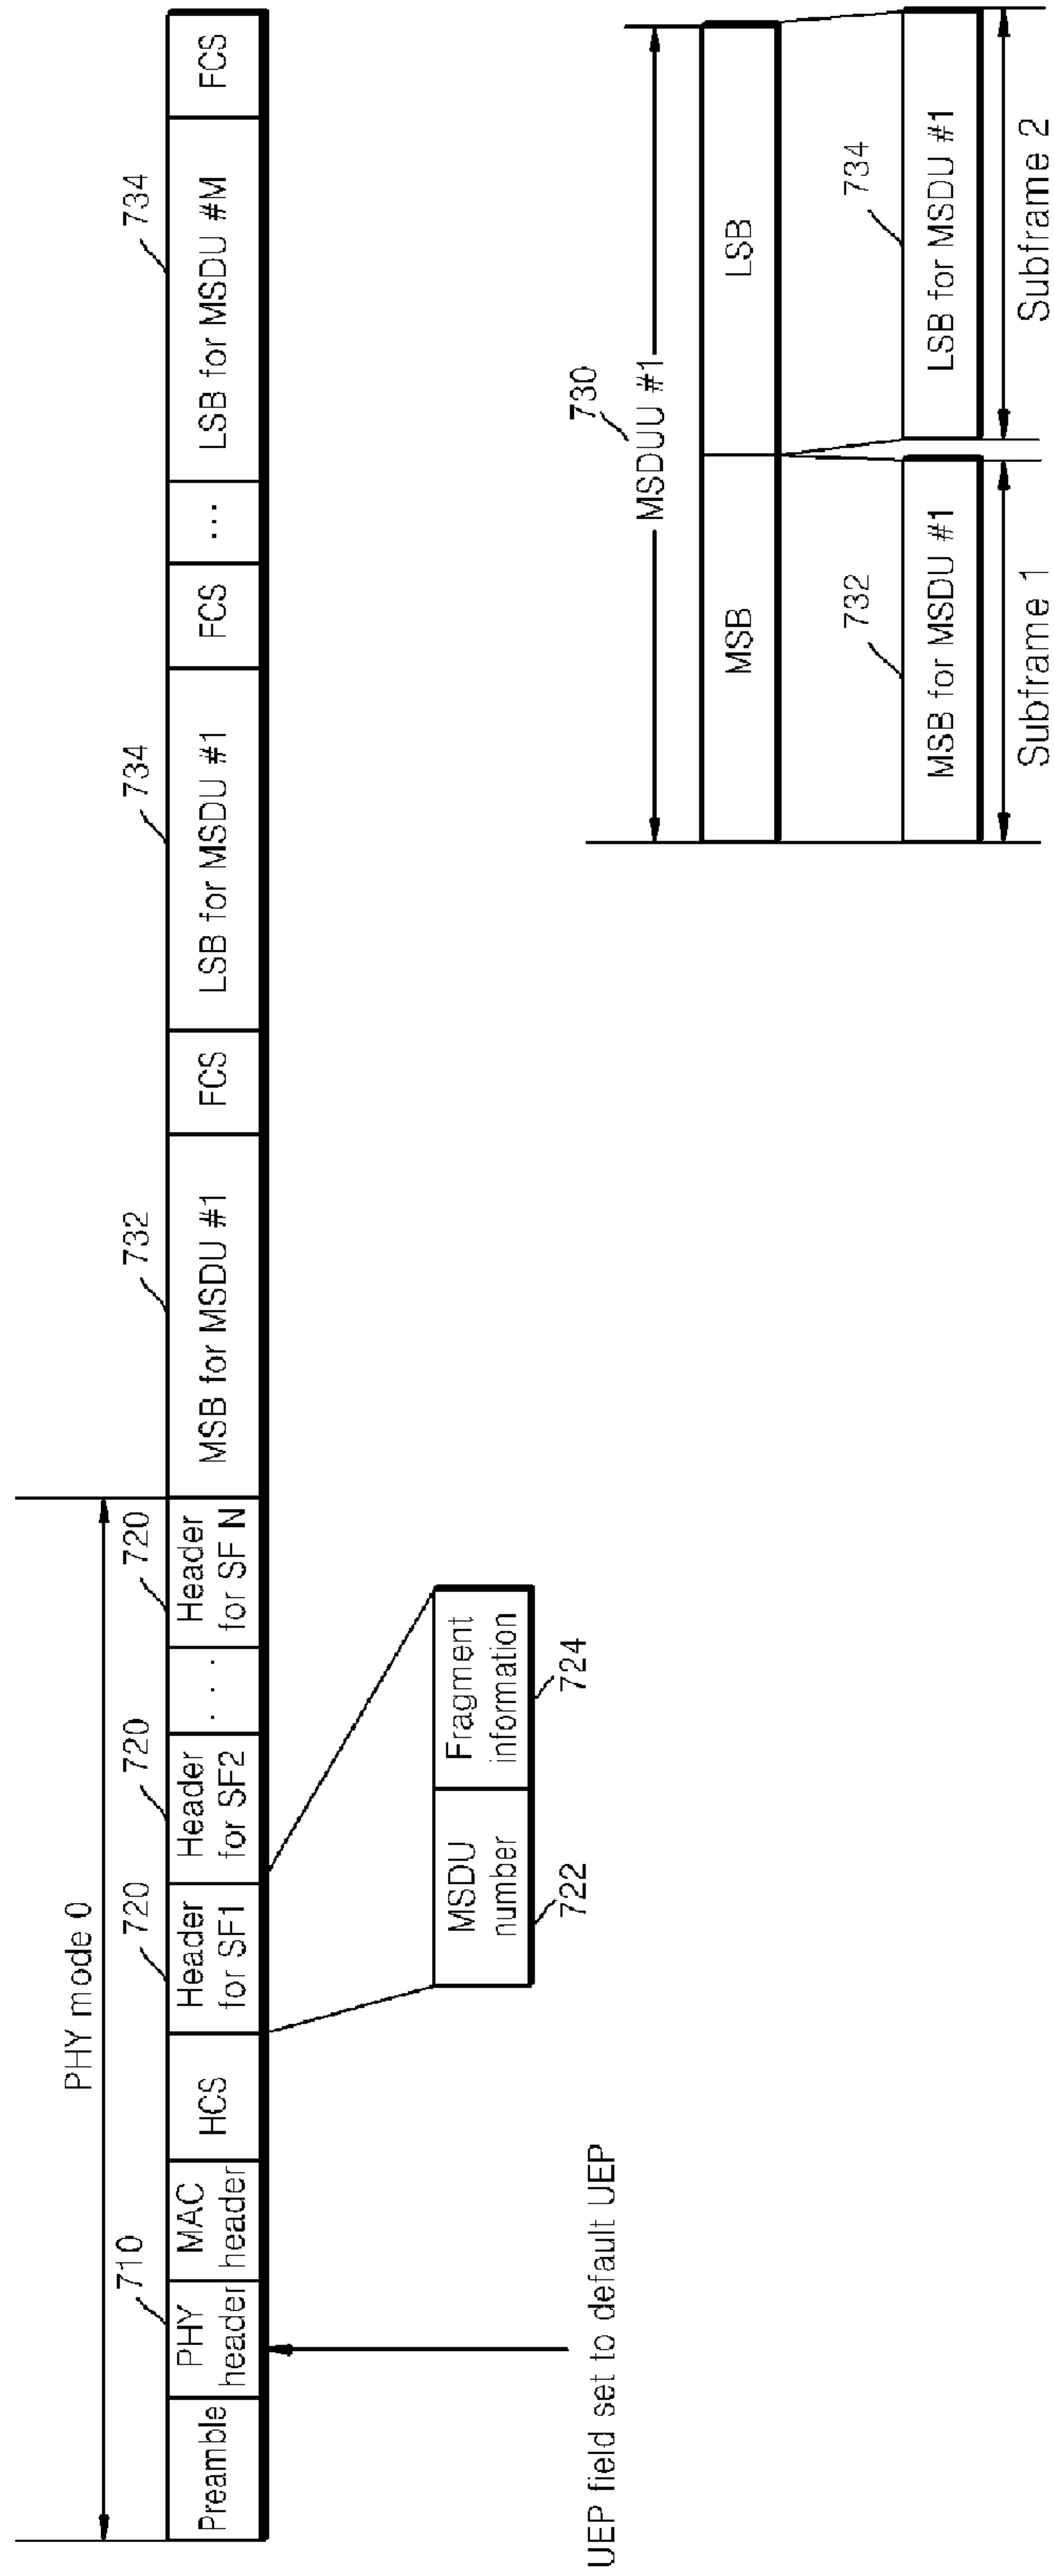 PHY mode 0
710
720
720
720
732
734
734
Preamble
PHY
header
MAC
header
HCS
Header
for SF1
Header
for SF2
. . .
Header
for SF N
MSB for MSDU #1
FCS
LSB for MSDU #1
FCS
...
LSB for MSDU #M
FCS
MSDU
number
Fragment
information
722
724
UEP field set to default UEP
730
MSDUU #1
MSB
LSB
732
734
MSB for MSDU #1
LSB for MSDU #1
Subframe 1
Subframe 2